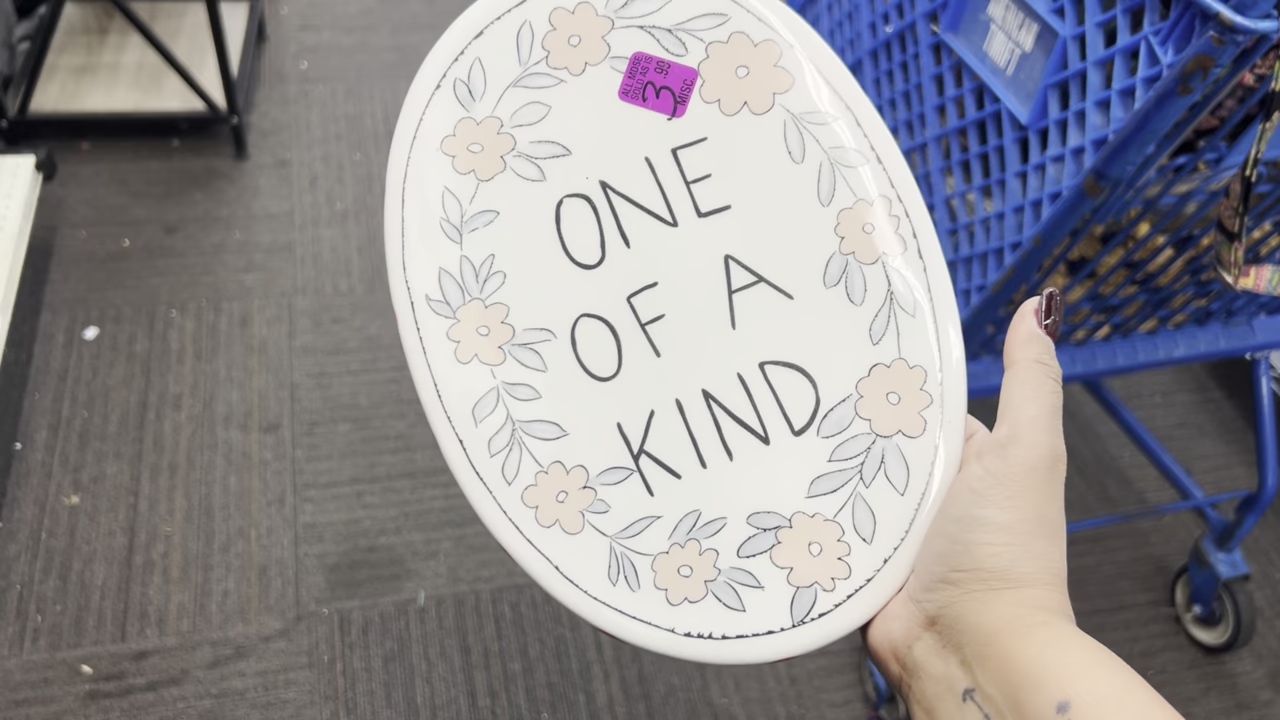 ALL MDSE
SOLD AS IS
3.99
MISC.
ONE
OF A
KIND